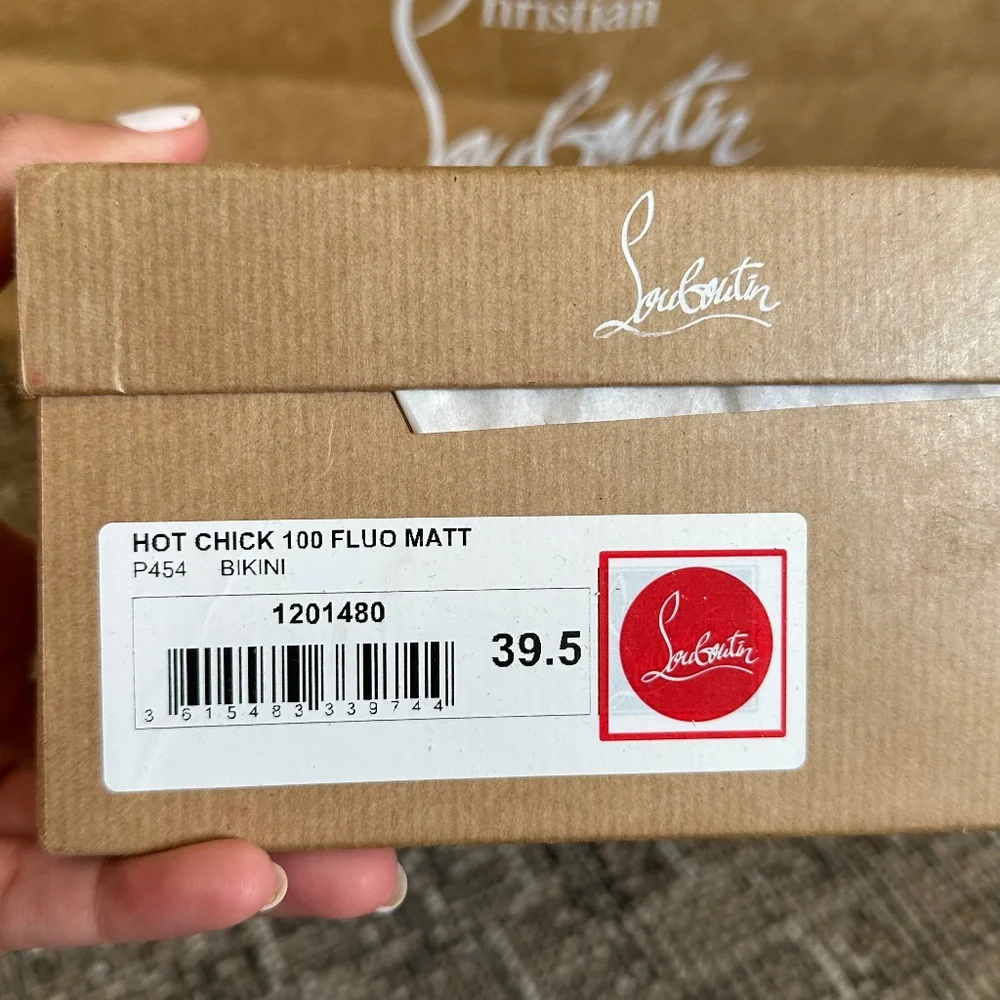 Christian
Louboutin
Louboutin
HOT CHICK 100 FLUO MATT
P454 BIKINI
1201480
39.5
3 615483 339744
Louboutin